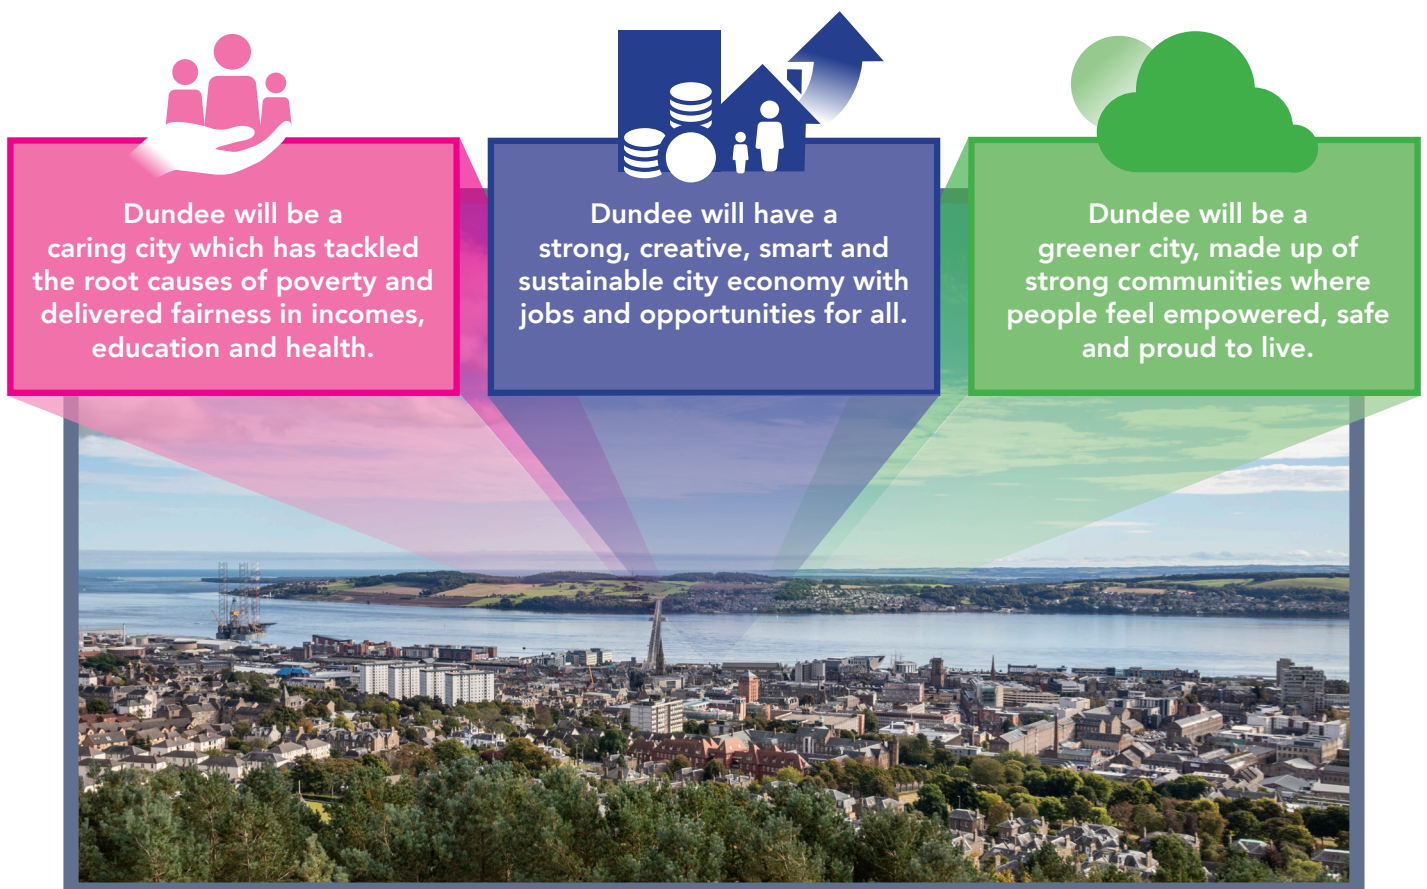 Dundee will be a
caring city which has tackled
the root causes of poverty and
delivered fairness in incomes,
education and health.
Dundee will have a
strong, creative, smart and
sustainable city economy with
jobs and opportunities for all.
Dundee will be a
greener city, made up of
strong communities where
people feel empowered, safe
and proud to live.